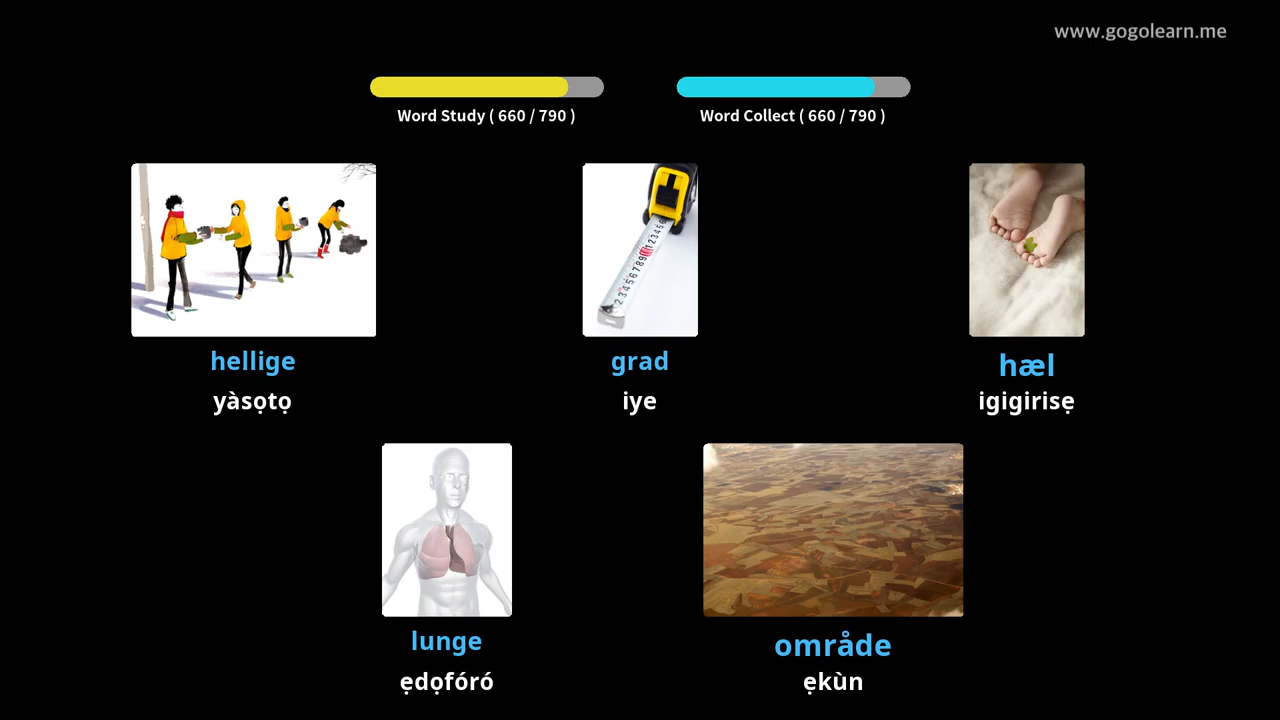 www.gogolearn.me
Word Study ( 660 / 790 )
Word Collect ( 660 / 790 )
hellige
yàsọtọ
grad
iye
hæl
igigirisẹ
lunge
ẹdọfóró
område
ẹkùn